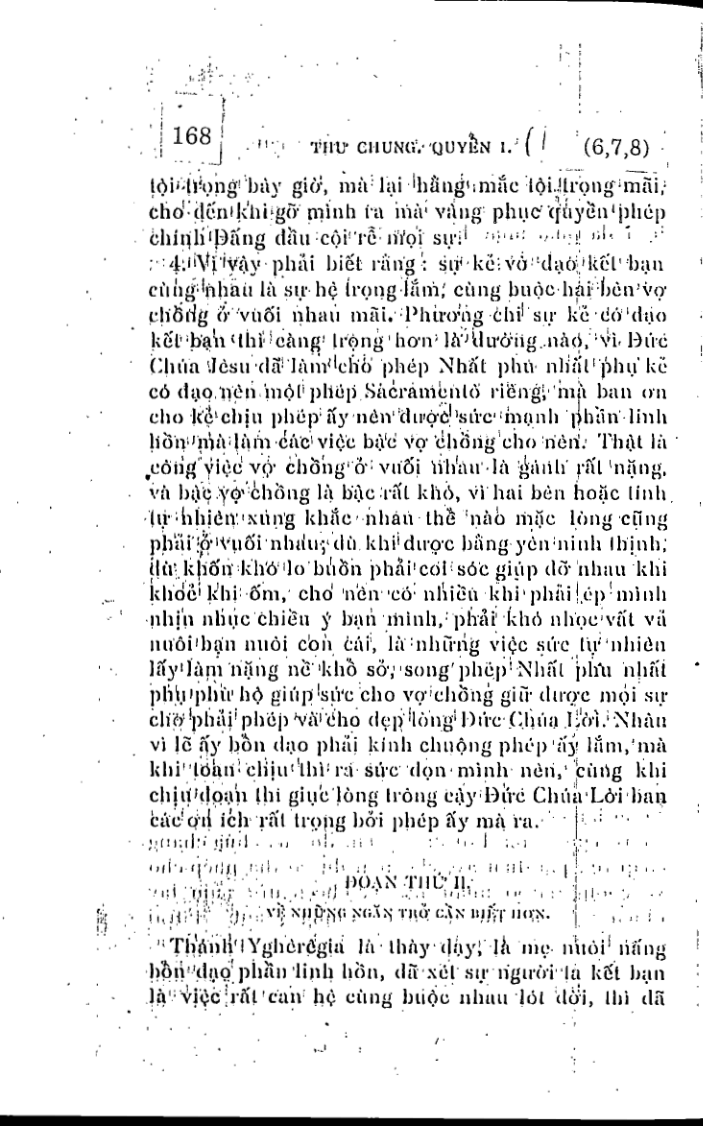 168 THƯ CHUNG. QUYỂN I. (6,7,8)
tội trọng bây giờ, mà lại hằng mắc tội trọng mãi,
cho đến khi gỡ mình ra mà vâng phục quyền phép
chính Đấng đầu cội rễ mọi sự.
4. Vì vậy phải biết rằng : sự kẻ vô đạo kết bạn
cùng nhau là sự hệ trọng lắm, cũng buộc hai bên vợ
chồng ở vuối nhau mãi. Phương chi sự kẻ có đạo
kết bạn thì càng trọng hơn là dường nào, vì Đức
Chúa Jêsu đã làm cho phép Nhất phu nhất phụ kẻ
có đạo nên một phép Sacramentô riêng, mà ban ơn
cho kẻ chịu phép ấy nên được sức mạnh phần linh
hồn mà làm các việc bậc vợ chồng cho nên. Thật là
công việc vợ chồng ở vuối nhau là gánh rất nặng,
và bậc vợ chồng là bậc rất khó, vì hai bên hoặc tính
tự nhiên xung khắc nhau thể nào mặc lòng cũng
phải ở vuối nhau; dù khi được bằng yên ninh thịnh,
dù khốn khó lo buồn phải coi sóc giúp đỡ nhau khi
khoẻ khi ốm, cho nên có nhiều khi phải ép mình
nhịn nhục chiều ý bạn mình, phải khó nhọc vất vả
nuôi bạn nuôi con cái, là những việc sức tự nhiên
lấy làm nặng nề khổ sở, song phép Nhất phu nhất
phụ phù hộ giúp sức cho vợ chồng giữ được mọi sự
cho phải phép và cho đẹp lòng Đức Chúa Lời. Nhân
vì lẽ ấy bổn đạo phải kính chuộng phép ấy lắm, mà
khi toan chịu thì ra sức dọn mình nên, cùng khi
chịu đoạn thì giục lòng trông cậy Đức Chúa Lời ban
các ơn ích rất trọng bởi phép ấy mà ra.
ĐOẠN THỨ II.
VỀ NHỮNG NGĂN TRỞ CẦN BIẾT HƠN.
Thánh Yghêrêgia là thày dạy, là mẹ nuôi nấng
bổn đạo phần linh hồn, đã xét sự người ta kết bạn
là việc rất can hệ cùng buộc nhau lót đời, thì đã